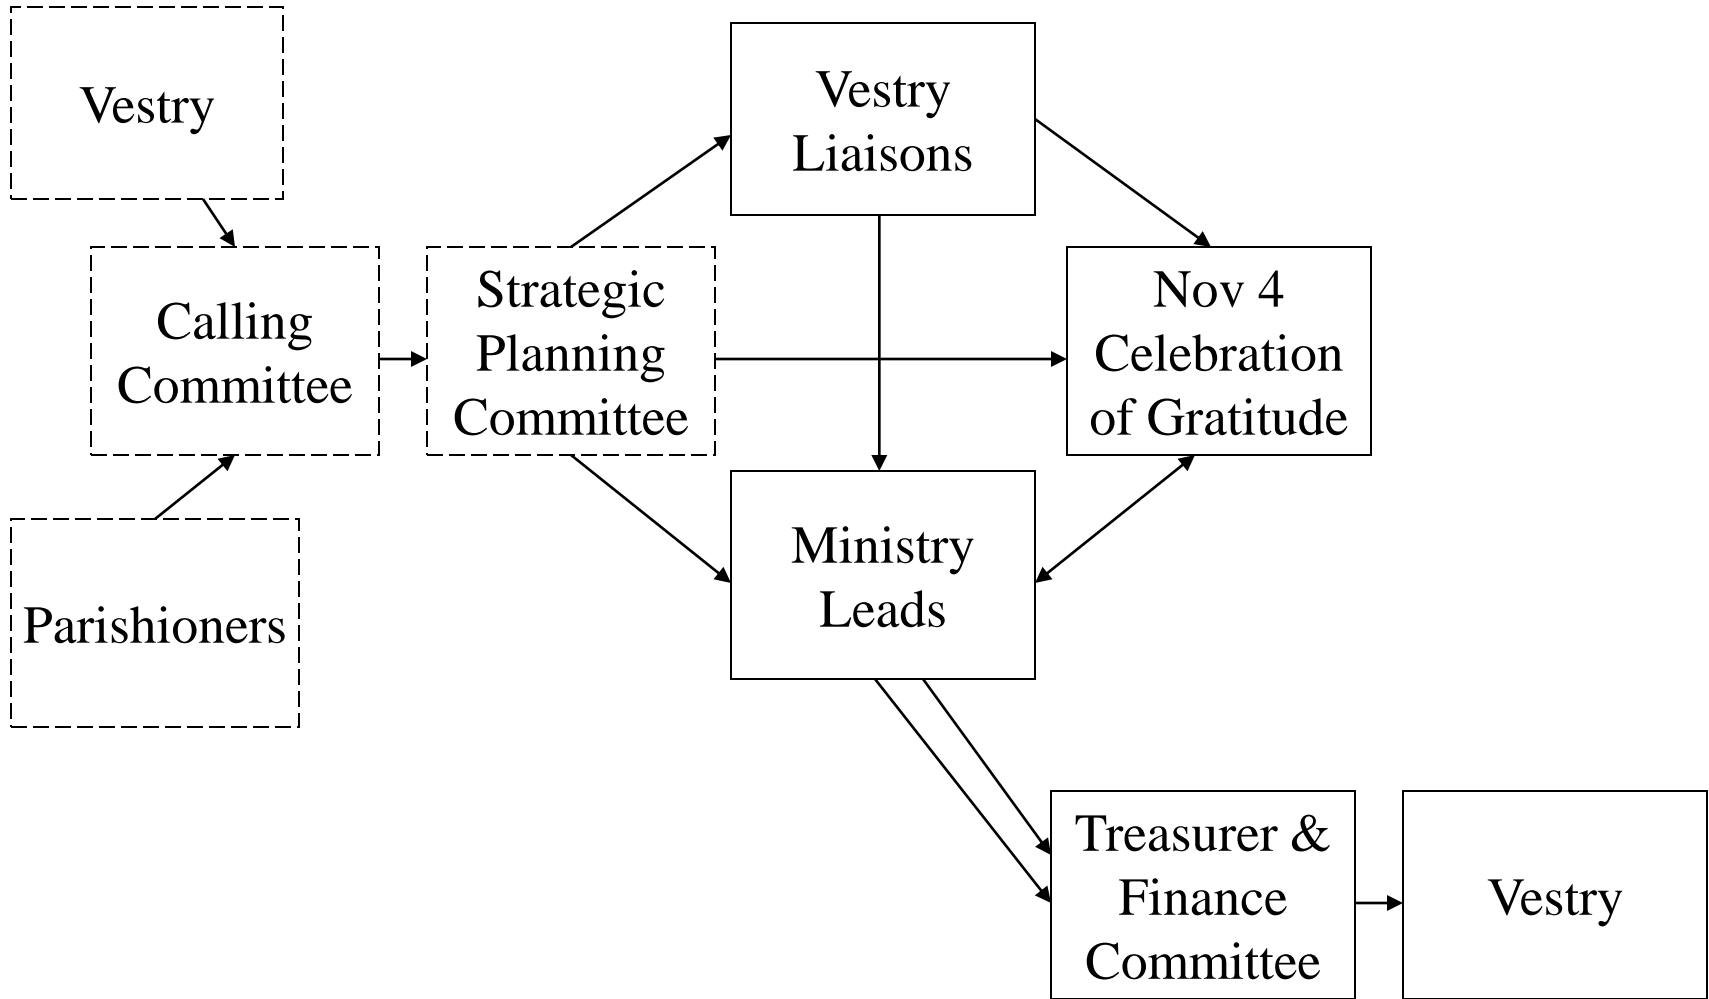 Vestry
Vestry
Liaisons
Calling
Committee
Strategic
Planning
Committee
Nov 4
Celebration
of Gratitude
Parishioners
Ministry
Leads
Treasurer &
Finance
Committee
Vestry